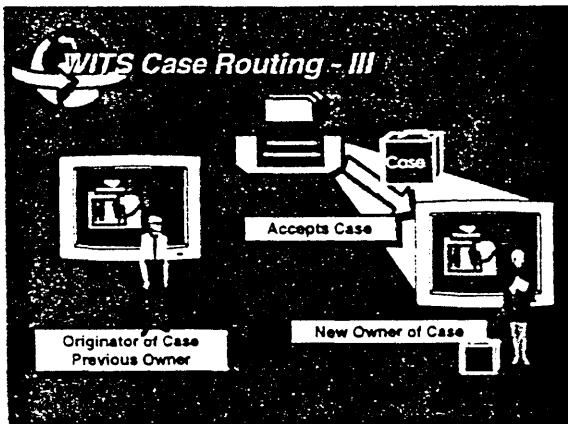 WITS Case Routing - III
Case
Accepts Case
Originator of Case
Previous Owner
New Owner of Case